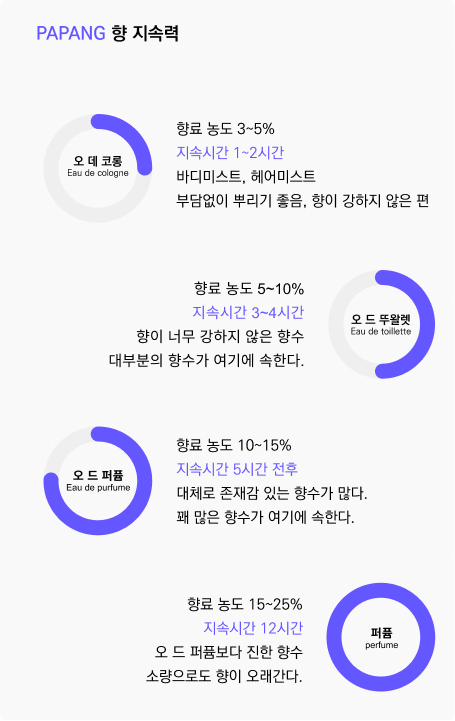 PAPANG 향 지속력
오 데 코롱
Eau de cologne
향료 농도 3~5%
지속시간 1~2시간
바디미스트, 헤어미스트
부담없이 뿌리기 좋음, 향이 강하지 않은 편
향료 농도 5~10%
지속시간 3~4시간
향이 너무 강하지 않은 향수
대부분의 향수가 여기에 속한다.
오 드 뚜왈렛
Eau de toillette
오 드 퍼퓸
Eau de purfume
향료 농도 10~15%
지속시간 5시간 전후
대체로 존재감 있는 향수가 많다.
꽤 많은 향수가 여기에 속한다.
향료 농도 15~25%
지속시간 12시간
오 드 퍼퓸보다 진한 향수
소량으로도 향이 오래간다.
퍼퓸
perfume